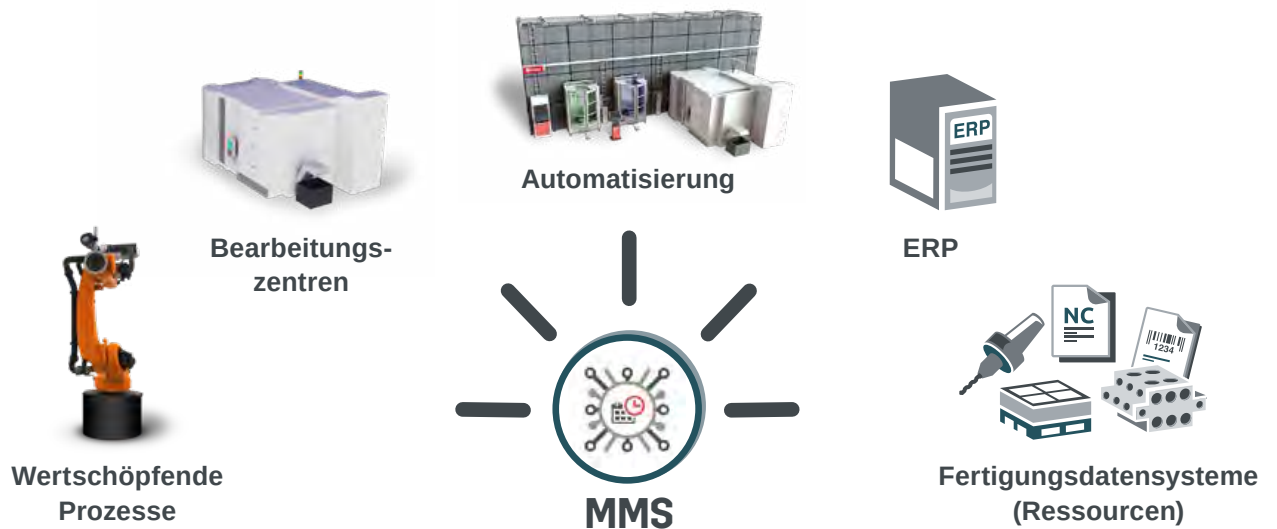 Automatisierung
ERP
Bearbeitungs-
zentren
ERP
NC
1234
Wertschöpfende
Prozesse
MMS
Fertigungsdatensysteme
(Ressourcen)